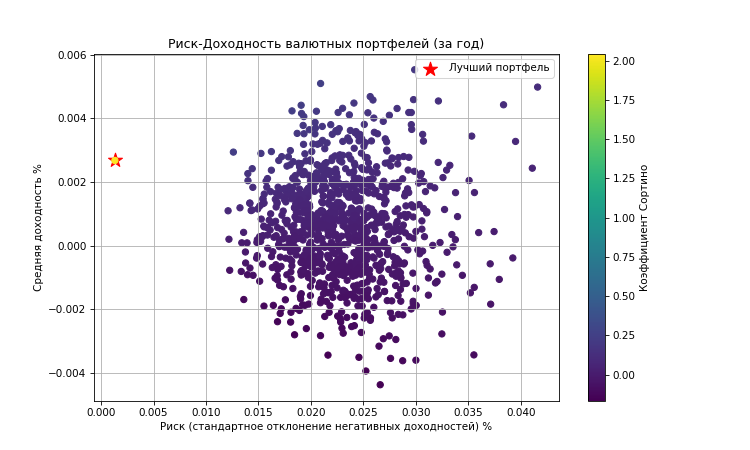 Риск-Доходность валютных портфелей (за год)
Лучший портфель
0.006
0.004
0.002
0.000
−0.002
−0.004
Средняя доходность %
0.000 0.005 0.010 0.015 0.020 0.025 0.030 0.035 0.040
Риск (стандартное отклонение негативных доходностей) %
2.00
1.75
1.50
1.25
1.00
0.75
0.50
0.25
0.00
Коэффициент Сортино